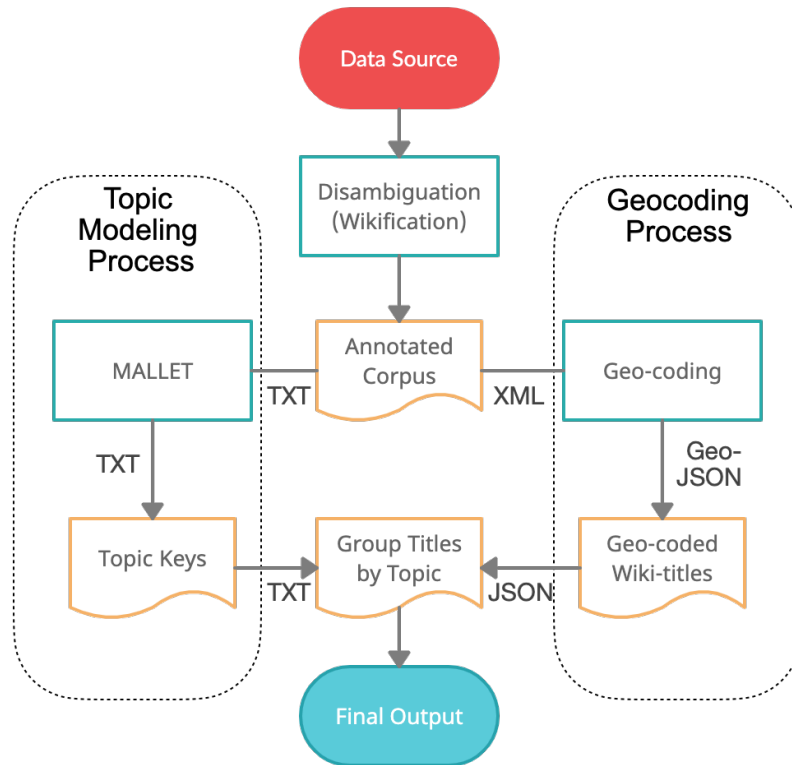 Data Source
Disambiguation
(Wikification)
Topic
Modeling
Process
Geocoding
Process
MALLET
TXT
Annotated
Corpus
XML
Geo-coding
TXT
Geo-
JSON
Topic Keys
TXT
Group Titles
by Topic
JSON
Geo-coded
Wiki-titles
Final Output